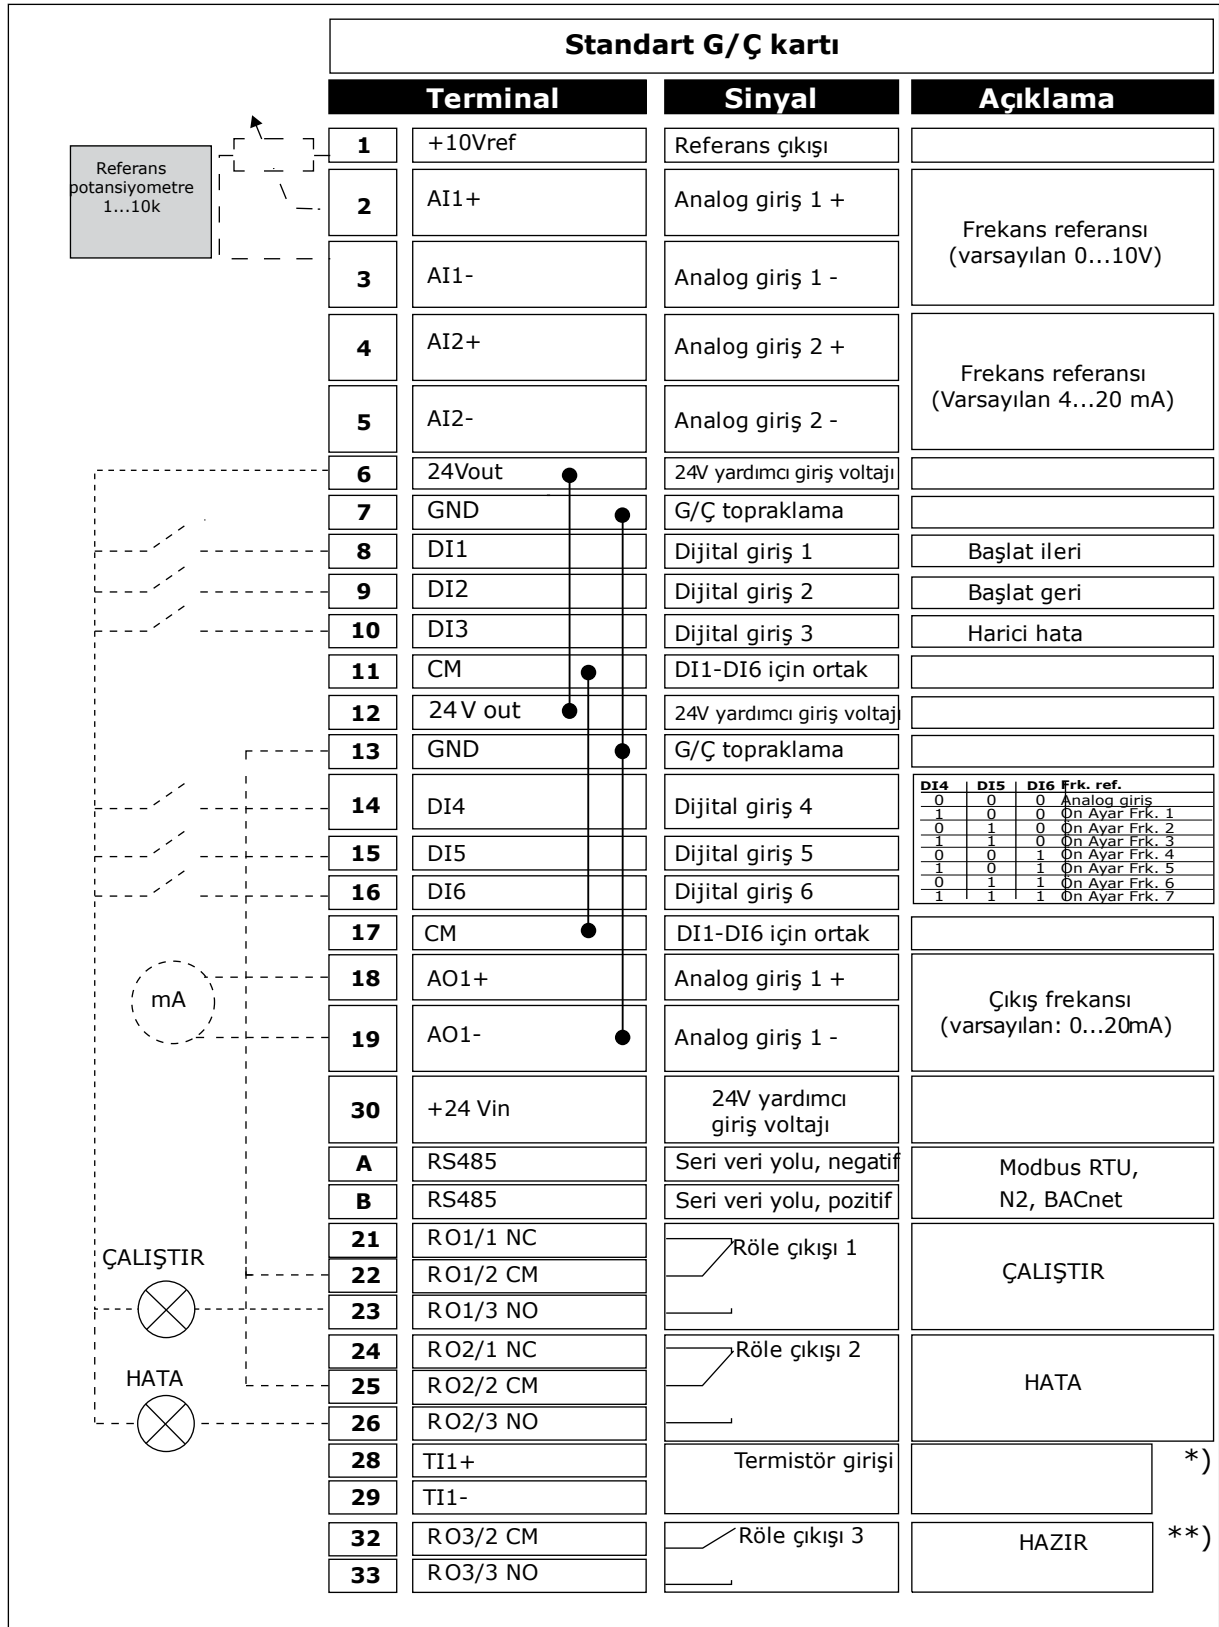 Standart G/Ç kartı
Terminal Sinyal Açıklama
Referans
potansiyometre
1...10k
1 +10Vref Referans çıkışı
2 AI1+ Analog giriş 1 +
Frekans referansı
(varsayılan 0...10V)
3 AI1- Analog giriş 1 -
4 AI2+ Analog giriş 2 +
Frekans referansı
(Varsayılan 4...20 mA)
5 AI2- Analog giriş 2 -
6 24Vout 24V yardımcı giriş voltajı
7 GND G/Ç topraklama
8 DI1 Dijital giriş 1 Başlat ileri
9 DI2 Dijital giriş 2 Başlat geri
10 DI3 Dijital giriş 3 Harici hata
11 CM DI1-DI6 için ortak
12 24 V out 24V yardımcı giriş voltajı
13 GND G/Ç topraklama
14 DI4 Dijital giriş 4
DI4 DI5 DI6 Frk. ref.
0 0 0 Analog giriş
1 0 0 Ön Ayar Frk. 1
0 1 0 Ön Ayar Frk. 2
1 1 0 Ön Ayar Frk. 3
0 0 1 Ön Ayar Frk. 4
1 0 1 Ön Ayar Frk. 5
0 1 1 Ön Ayar Frk. 6
1 1 1 Ön Ayar Frk. 7
15 DI5 Dijital giriş 5
16 DI6 Dijital giriş 6
17 CM DI1-DI6 için ortak
mA
18 AO1+ Analog giriş 1 +
Çıkış frekansı
(varsayılan: 0...20mA)
19 AO1- Analog giriş 1 -
30 +24 Vin 24V yardımcı
giriş voltajı
A RS485 Seri veri yolu, negatif
Modbus RTU,
N2, BACnet
B RS485 Seri veri yolu, pozitif
21 RO1/1 NC Röle çıkışı 1
ÇALIŞTIR
22 RO1/2 CM ÇALIŞTIR
23 RO1/3 NO
24 RO2/1 NC Röle çıkışı 2
HATA
25 RO2/2 CM HATA
26 RO2/3 NO
28 TI1+ Termistör girişi *)
29 TI1-
32 RO3/2 CM Röle çıkışı 3 HAZIR **)
33 RO3/3 NO